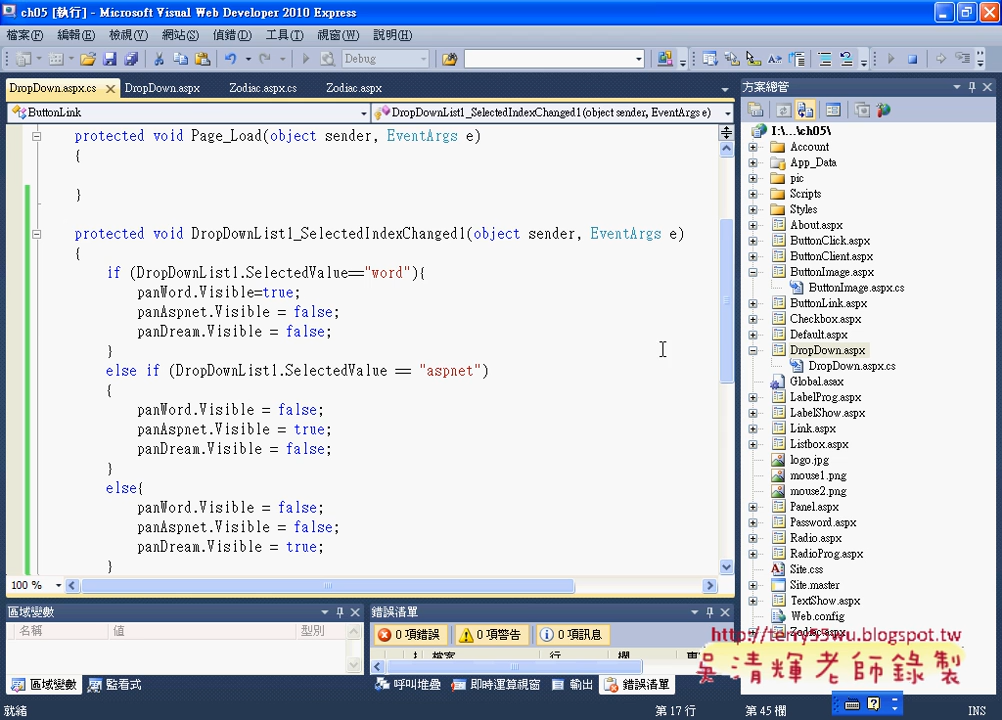 ch05 [執行] - Microsoft Visual Web Developer 2010 Express
檔案(F) 編輯(E) 檢視(V) 網站(S) 偵錯(D) 工具(T) 視窗(W) 說明(H)
Debug
DropDown.aspx.cs DropDown.aspx Zodiac.aspx.cs Zodiac.aspx
ButtonLink DropDownList1_SelectedIndexChanged1(object sender, EventArgs e)
protected void Page_Load(object sender, EventArgs e)
{
}
protected void DropDownList1_SelectedIndexChanged1(object sender, EventArgs e)
{
if (DropDownList1.SelectedValue=="word"){
panWord.Visible=true;
panAspnet.Visible = false;
panDream.Visible = false;
}
else if (DropDownList1.SelectedValue == "aspnet")
{
panWord.Visible = false;
panAspnet.Visible = true;
panDream.Visible = false;
}
else{
panWord.Visible = false;
panAspnet.Visible = false;
panDream.Visible = true;
}
100 %
方案總管
I:\...\ch05\
Account
App_Data
pic
Scripts
Styles
About.aspx
ButtonClick.aspx
ButtonClient.aspx
ButtonImage.aspx
ButtonImage.aspx.cs
ButtonLink.aspx
Checkbox.aspx
Default.aspx
DropDown.aspx
DropDown.aspx.cs
Global.asax
LabelProg.aspx
LabelShow.aspx
Link.aspx
Listbox.aspx
logo.jpg
mouse1.png
mouse2.png
Panel.aspx
Password.aspx
Radio.aspx
RadioProg.aspx
Site.css
Site.master
TextShow.aspx
Web.config
Zodiac.aspx
區域變數
名稱 值 型別
區域變數 監看式
錯誤清單
0 項錯誤 0 項警告 0 項訊息
檔案 行 欄
呼叫堆疊 即時運算視窗 輸出 錯誤清單
http://terry55wu.blogspot.tw
吳清輝老師錄製
就緒 第 17 行 第 45 欄 INS